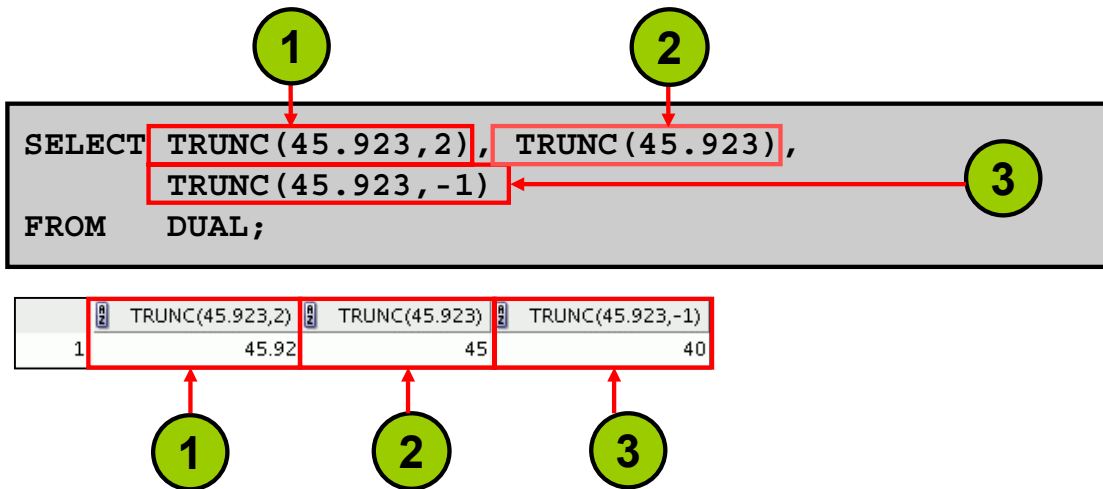 1 2
SELECT TRUNC(45.923,2), TRUNC(45.923),
TRUNC(45.923,-1) 3
FROM DUAL;
TRUNC(45.923,2) TRUNC(45.923) TRUNC(45.923,-1)
1 45.92 45 40
1 2 3